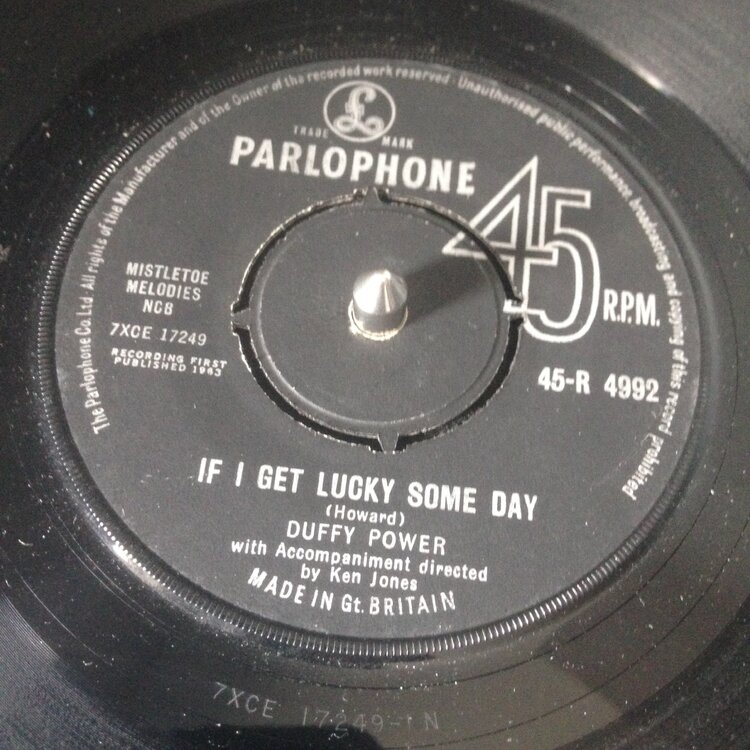 The Parlophone Co. Ltd All rights of the Manufacturer and of the Owner of the recorded work reserved · Unauthorised public performance, broadcasting and copying of this record prohibited
£
TRADE MARK
PARLOPHONE
45
R.P.M.
MISTLETOE
MELODIES
NCB
7XCE 17249
RECORDING FIRST
PUBLISHED 1963
45-R 4992
IF I GET LUCKY SOME DAY
(Howard)
DUFFY POWER
with Accompaniment directed
by Ken Jones
MADE IN Gt. BRITAIN
7XCE 17249-1N